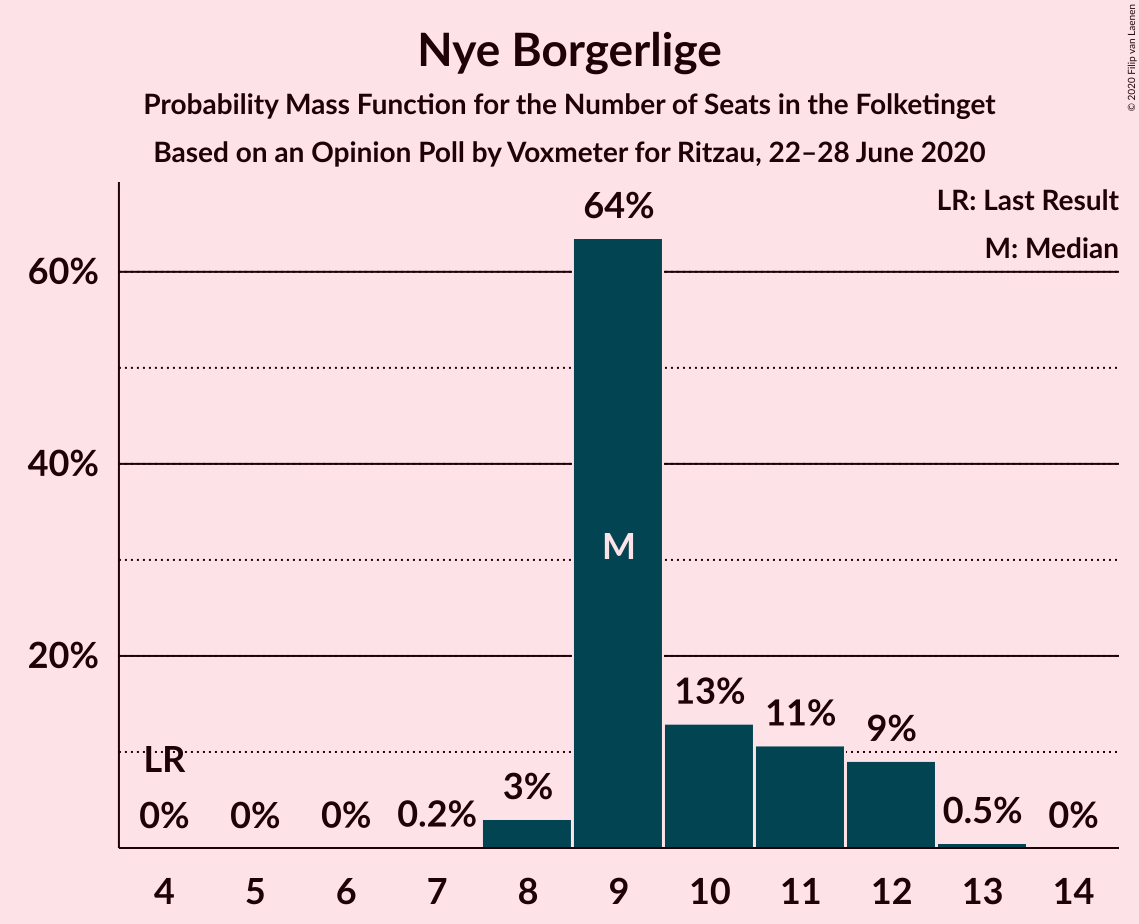 Nye Borgerlige
Probability Mass Function for the Number of Seats in the Folketinget
Based on an Opinion Poll by Voxmeter for Ritzau, 22–28 June 2020
© 2020 Filip van Laenen
LR: Last Result
M: Median
60%
40%
20%
LR
0%
0%
0%
0.2%
3%
64%
M
13%
11%
9%
0.5%
0%
4 5 6 7 8 9 10 11 12 13 14